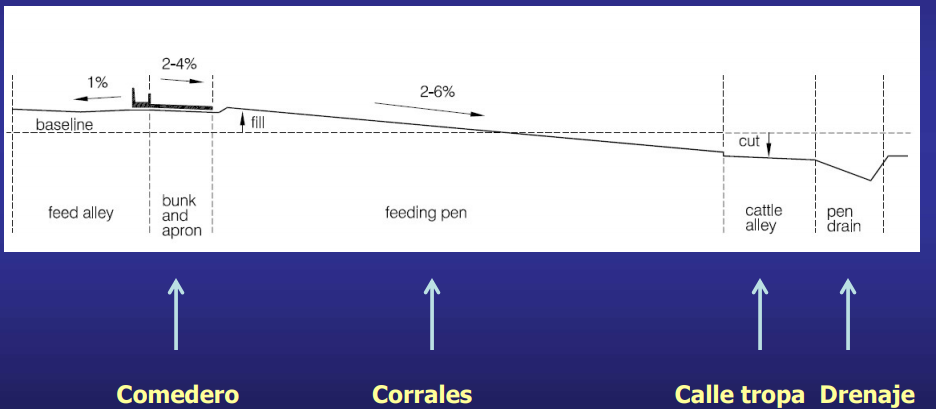 2-4%
1%
2-6%
baseline
fill
cut
feed alley
bunk
and
apron
feeding pen
cattle
alley
pen
drain
Comedero
Corrales
Calle tropa
Drenaje